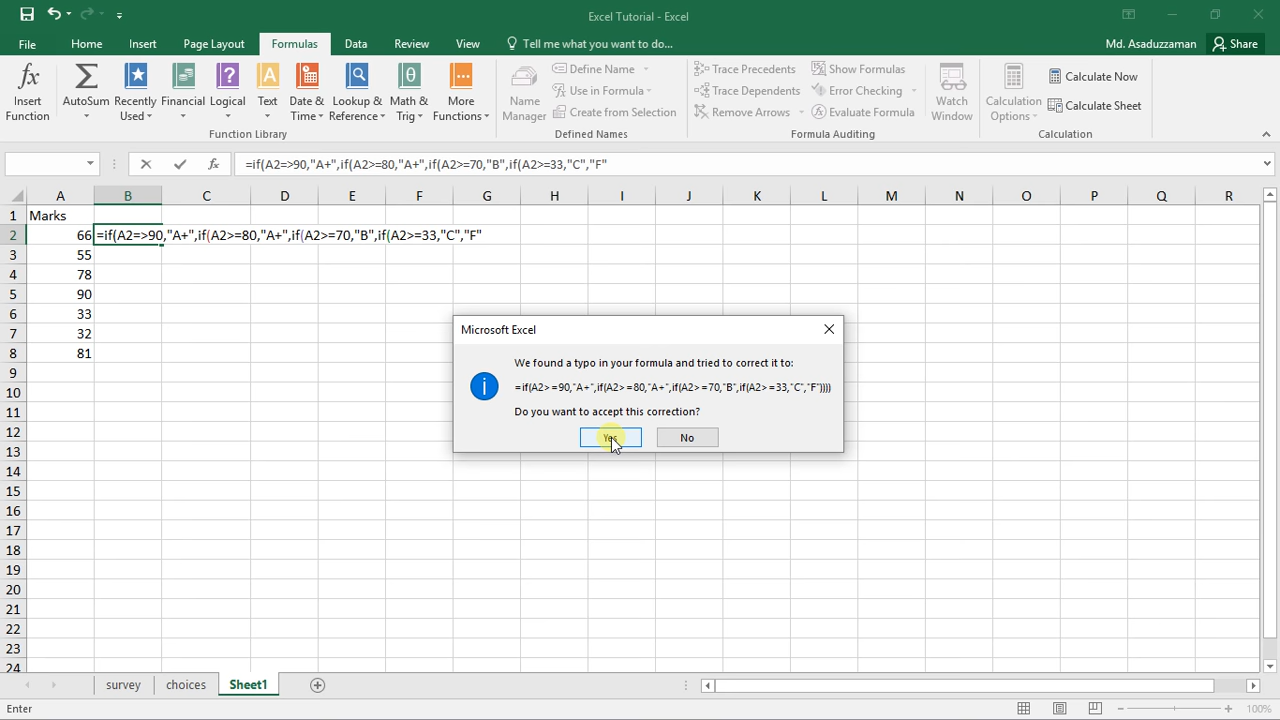 Excel Tutorial - Excel
File Home Insert Page Layout Formulas Data Review View Tell me what you want to do... Md. Asaduzzaman Share
Insert Function
AutoSum
Recently Used
Financial
Logical
Text
Date & Time
Lookup & Reference
Math & Trig
More Functions
Function Library
Name Manager
Define Name
Use in Formula
Create from Selection
Defined Names
Trace Precedents
Trace Dependents
Remove Arrows
Show Formulas
Error Checking
Evaluate Formula
Formula Auditing
Watch Window
Calculation Options
Calculate Now
Calculate Sheet
Calculation
fx =if(A2=>90,"A+",if(A2>=80,"A+",if(A2>=70,"B",if(A2>=33,"C","F"
A B C D E F G H I J K L M N O P Q R
1 Marks
2 66 =if(A2=>90,"A+",if(A2>=80,"A+",if(A2>=70,"B",if(A2>=33,"C","F"
3 55
4 78
5 90
6 33
7 32
8 81
9
10
11
12
13
14
15
16
17
18
19
20
21
22
23
24
Microsoft Excel
We found a typo in your formula and tried to correct it to:
=if(A2>=90,"A+",if(A2>=80,"A+",if(A2>=70,"B",if(A2>=33,"C","F"))))
Do you want to accept this correction?
Yes No
survey choices Sheet1
Enter 100%